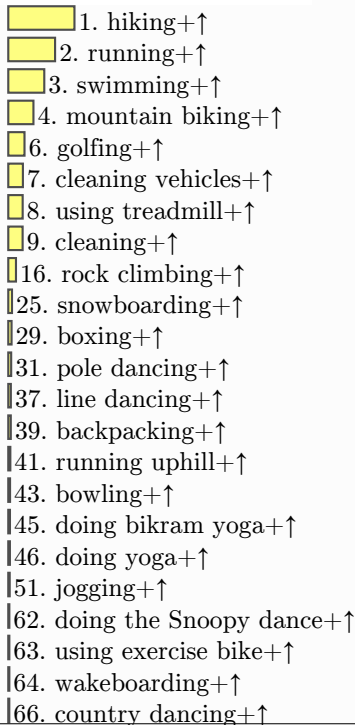 1. hiking+↑
2. running+↑
3. swimming+↑
4. mountain biking+↑
6. golfing+↑
7. cleaning vehicles+↑
8. using treadmill+↑
9. cleaning+↑
16. rock climbing+↑
25. snowboarding+↑
29. boxing+↑
31. pole dancing+↑
37. line dancing+↑
39. backpacking+↑
41. running uphill+↑
43. bowling+↑
45. doing bikram yoga+↑
46. doing yoga+↑
51. jogging+↑
62. doing the Snoopy dance+↑
63. using exercise bike+↑
64. wakeboarding+↑
66. country dancing+↑